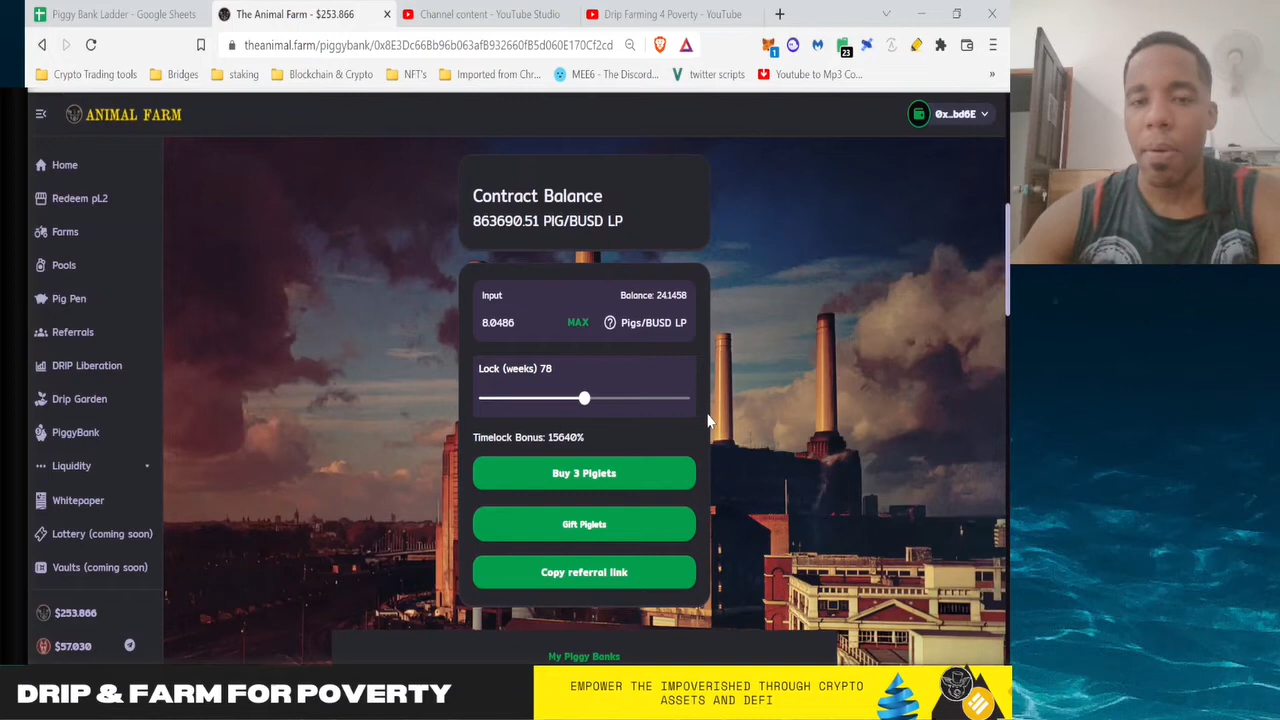 Piggy Bank Ladder - Google Sheets
The Animal Farm - $253.866
Channel content - YouTube Studio
Drip Farming 4 Poverty - YouTube
theanimal.farm/piggybank/0x8E3Dc66Bb96b063afB932660fB5d060E170Cf2cd
1
23
Crypto Trading tools
Bridges
staking
Blockchain & Crypto
NFT's
Imported from Chr...
MEE6 - The Discord...
twitter scripts
Youtube to Mp3 Co...
»
ANIMAL FARM
0x...bd6E
Home
Redeem pL2
Farms
Pools
Pig Pen
Referrals
DRIP Liberation
Drip Garden
PiggyBank
Liquidity
Whitepaper
Lottery (coming soon)
Vaults (coming soon)
$253.866
$57.030
Contract Balance
863690.51 PIG/BUSD LP
Input
Balance: 24.1458
8.0486
MAX
Pigs/BUSD LP
Lock (weeks) 78
Timelock Bonus: 15640%
Buy 3 Piglets
Gift Piglets
Copy referral link
My Piggy Banks
DRIP & FARM FOR POVERTY
EMPOWER THE IMPOVERISHED THROUGH CRYPTO
ASSETS AND DEFI